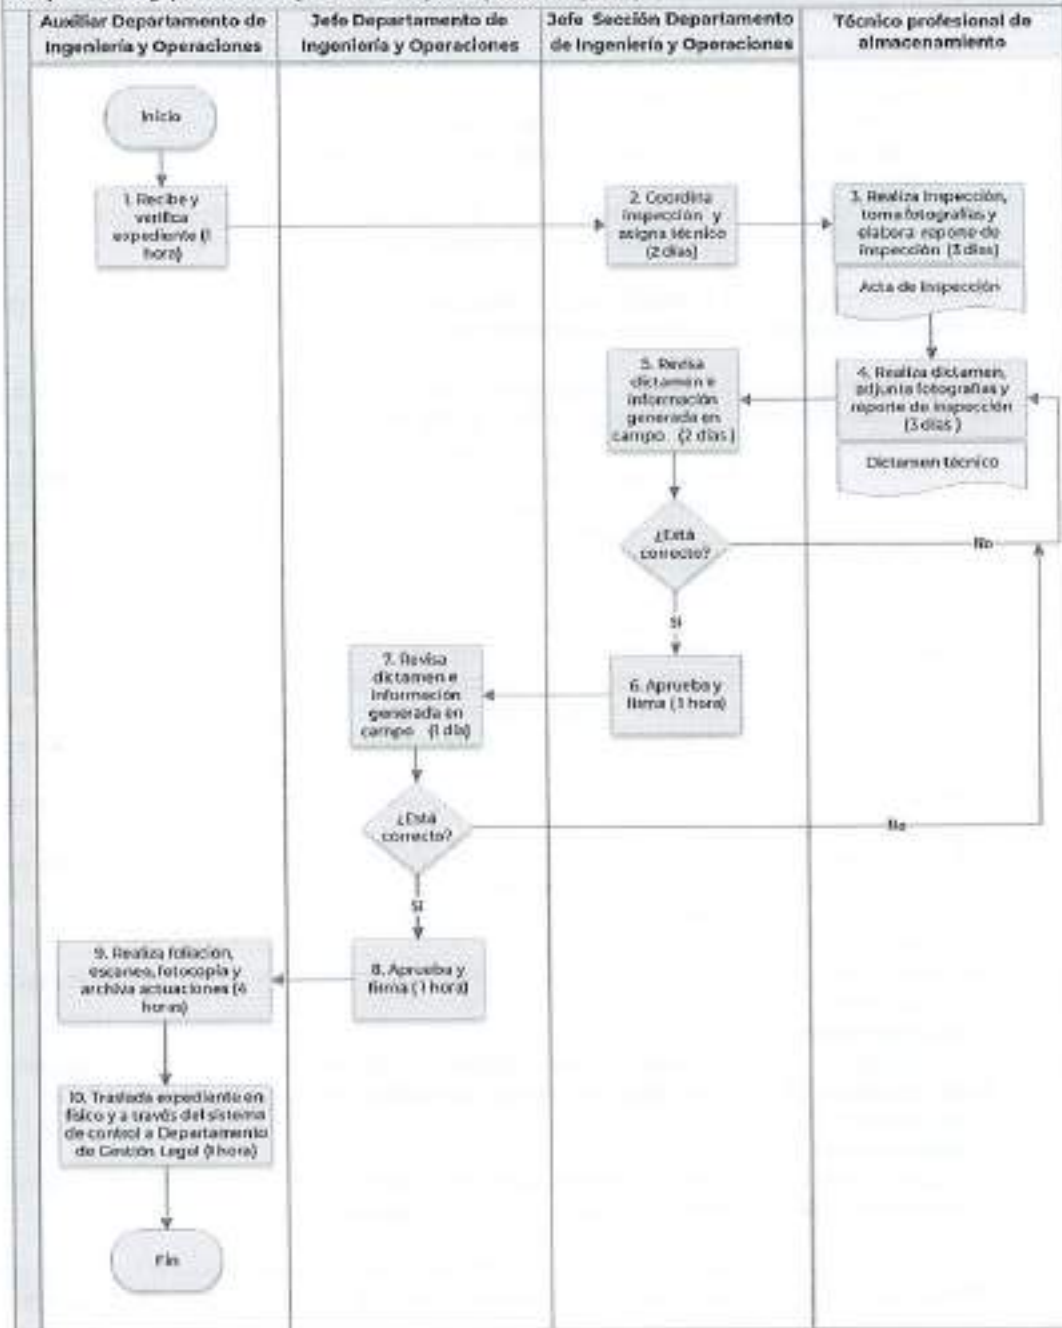 Auxiliar Departamento de
Ingeniería y Operaciones
Jefe Departamento de
Ingeniería y Operaciones
Jefe Sección Departamento
de Ingeniería y Operaciones
Técnico profesional de
almacenamiento
Inicio
1. Recibe y
verifica
expediente (1
hora)
2. Coordina
inspección y
asigna técnico
(2 días)
3. Realiza Inspección,
toma fotografías y
elabora reporte de
inspección (3 días)
Acta de Inspección
4. Realiza dictamen,
adjunta fotografías y
reporte de inspección
(3 días )
Dictamen técnico
5. Revisa
dictamen e
información
generada en
campo (2 días )
¿Está
correcto?
No
Si
6. Aprueba y
firma (1 hora)
7. Revisa
dictamen e
información
generada en
campo (1 día)
¿Está
correcto?
No
Si
8. Aprueba y
firma (1 hora)
9. Realiza foliación,
escaneo, fotocopia y
archiva actuaciones (4
horas)
10. Traslada expediente en
físico y a través del sistema
de control a Departamento
de Gestión Legal (1 hora)
Fin